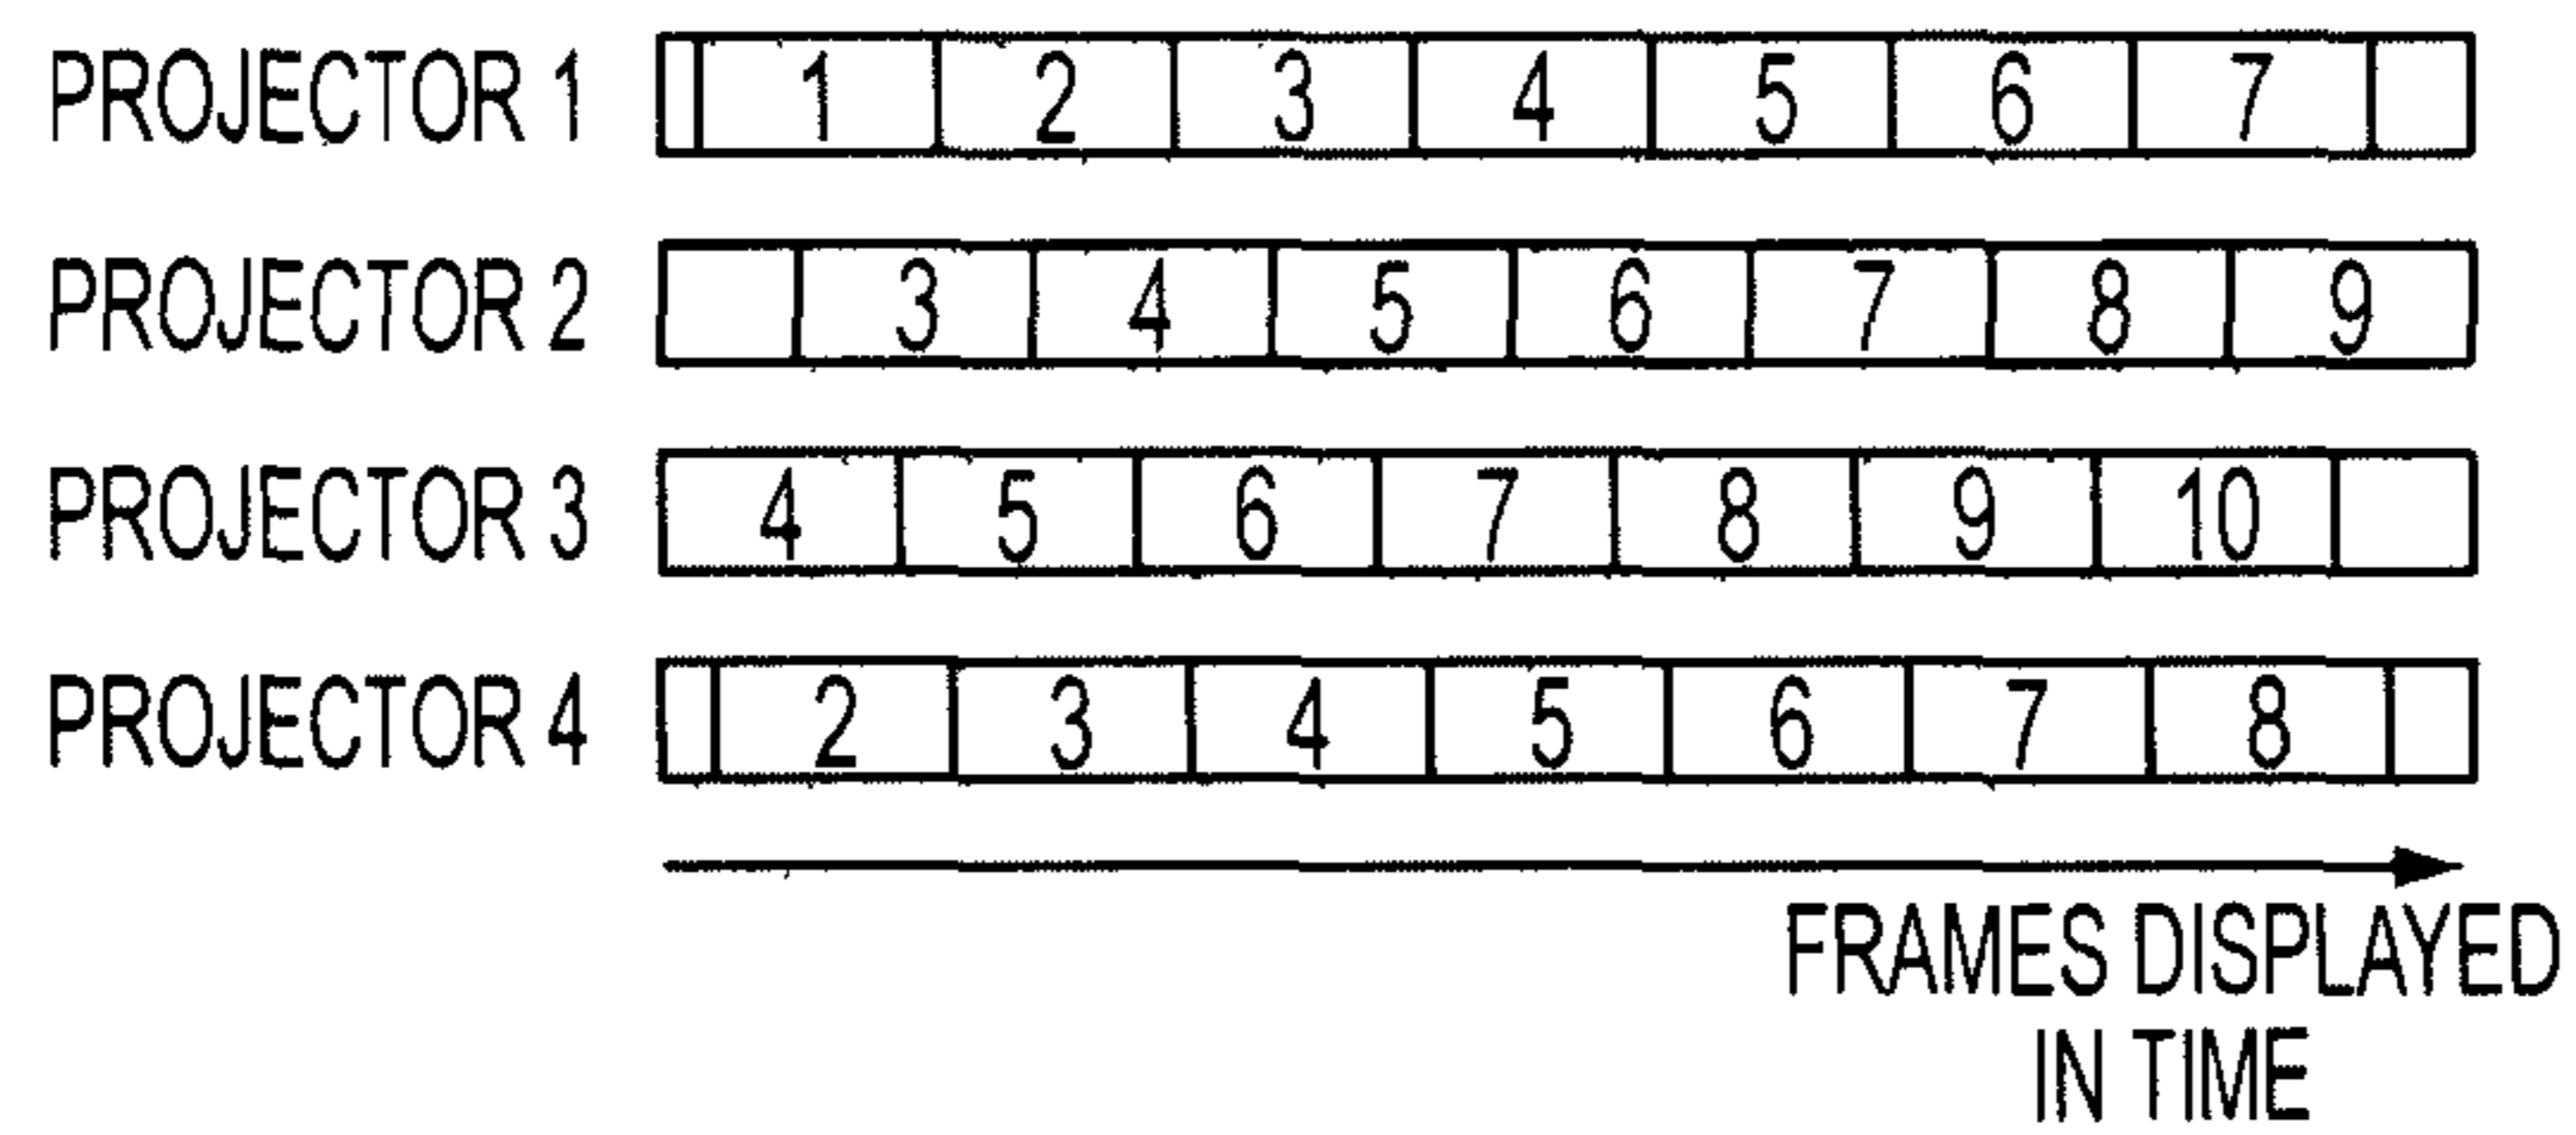 PROJECTOR 1 1 2 3 4 5 6 7
PROJECTOR 2 3 4 5 6 7 8 9
PROJECTOR 3 4 5 6 7 8 9 10
PROJECTOR 4 2 3 4 5 6 7 8
FRAMES DISPLAYED
IN TIME